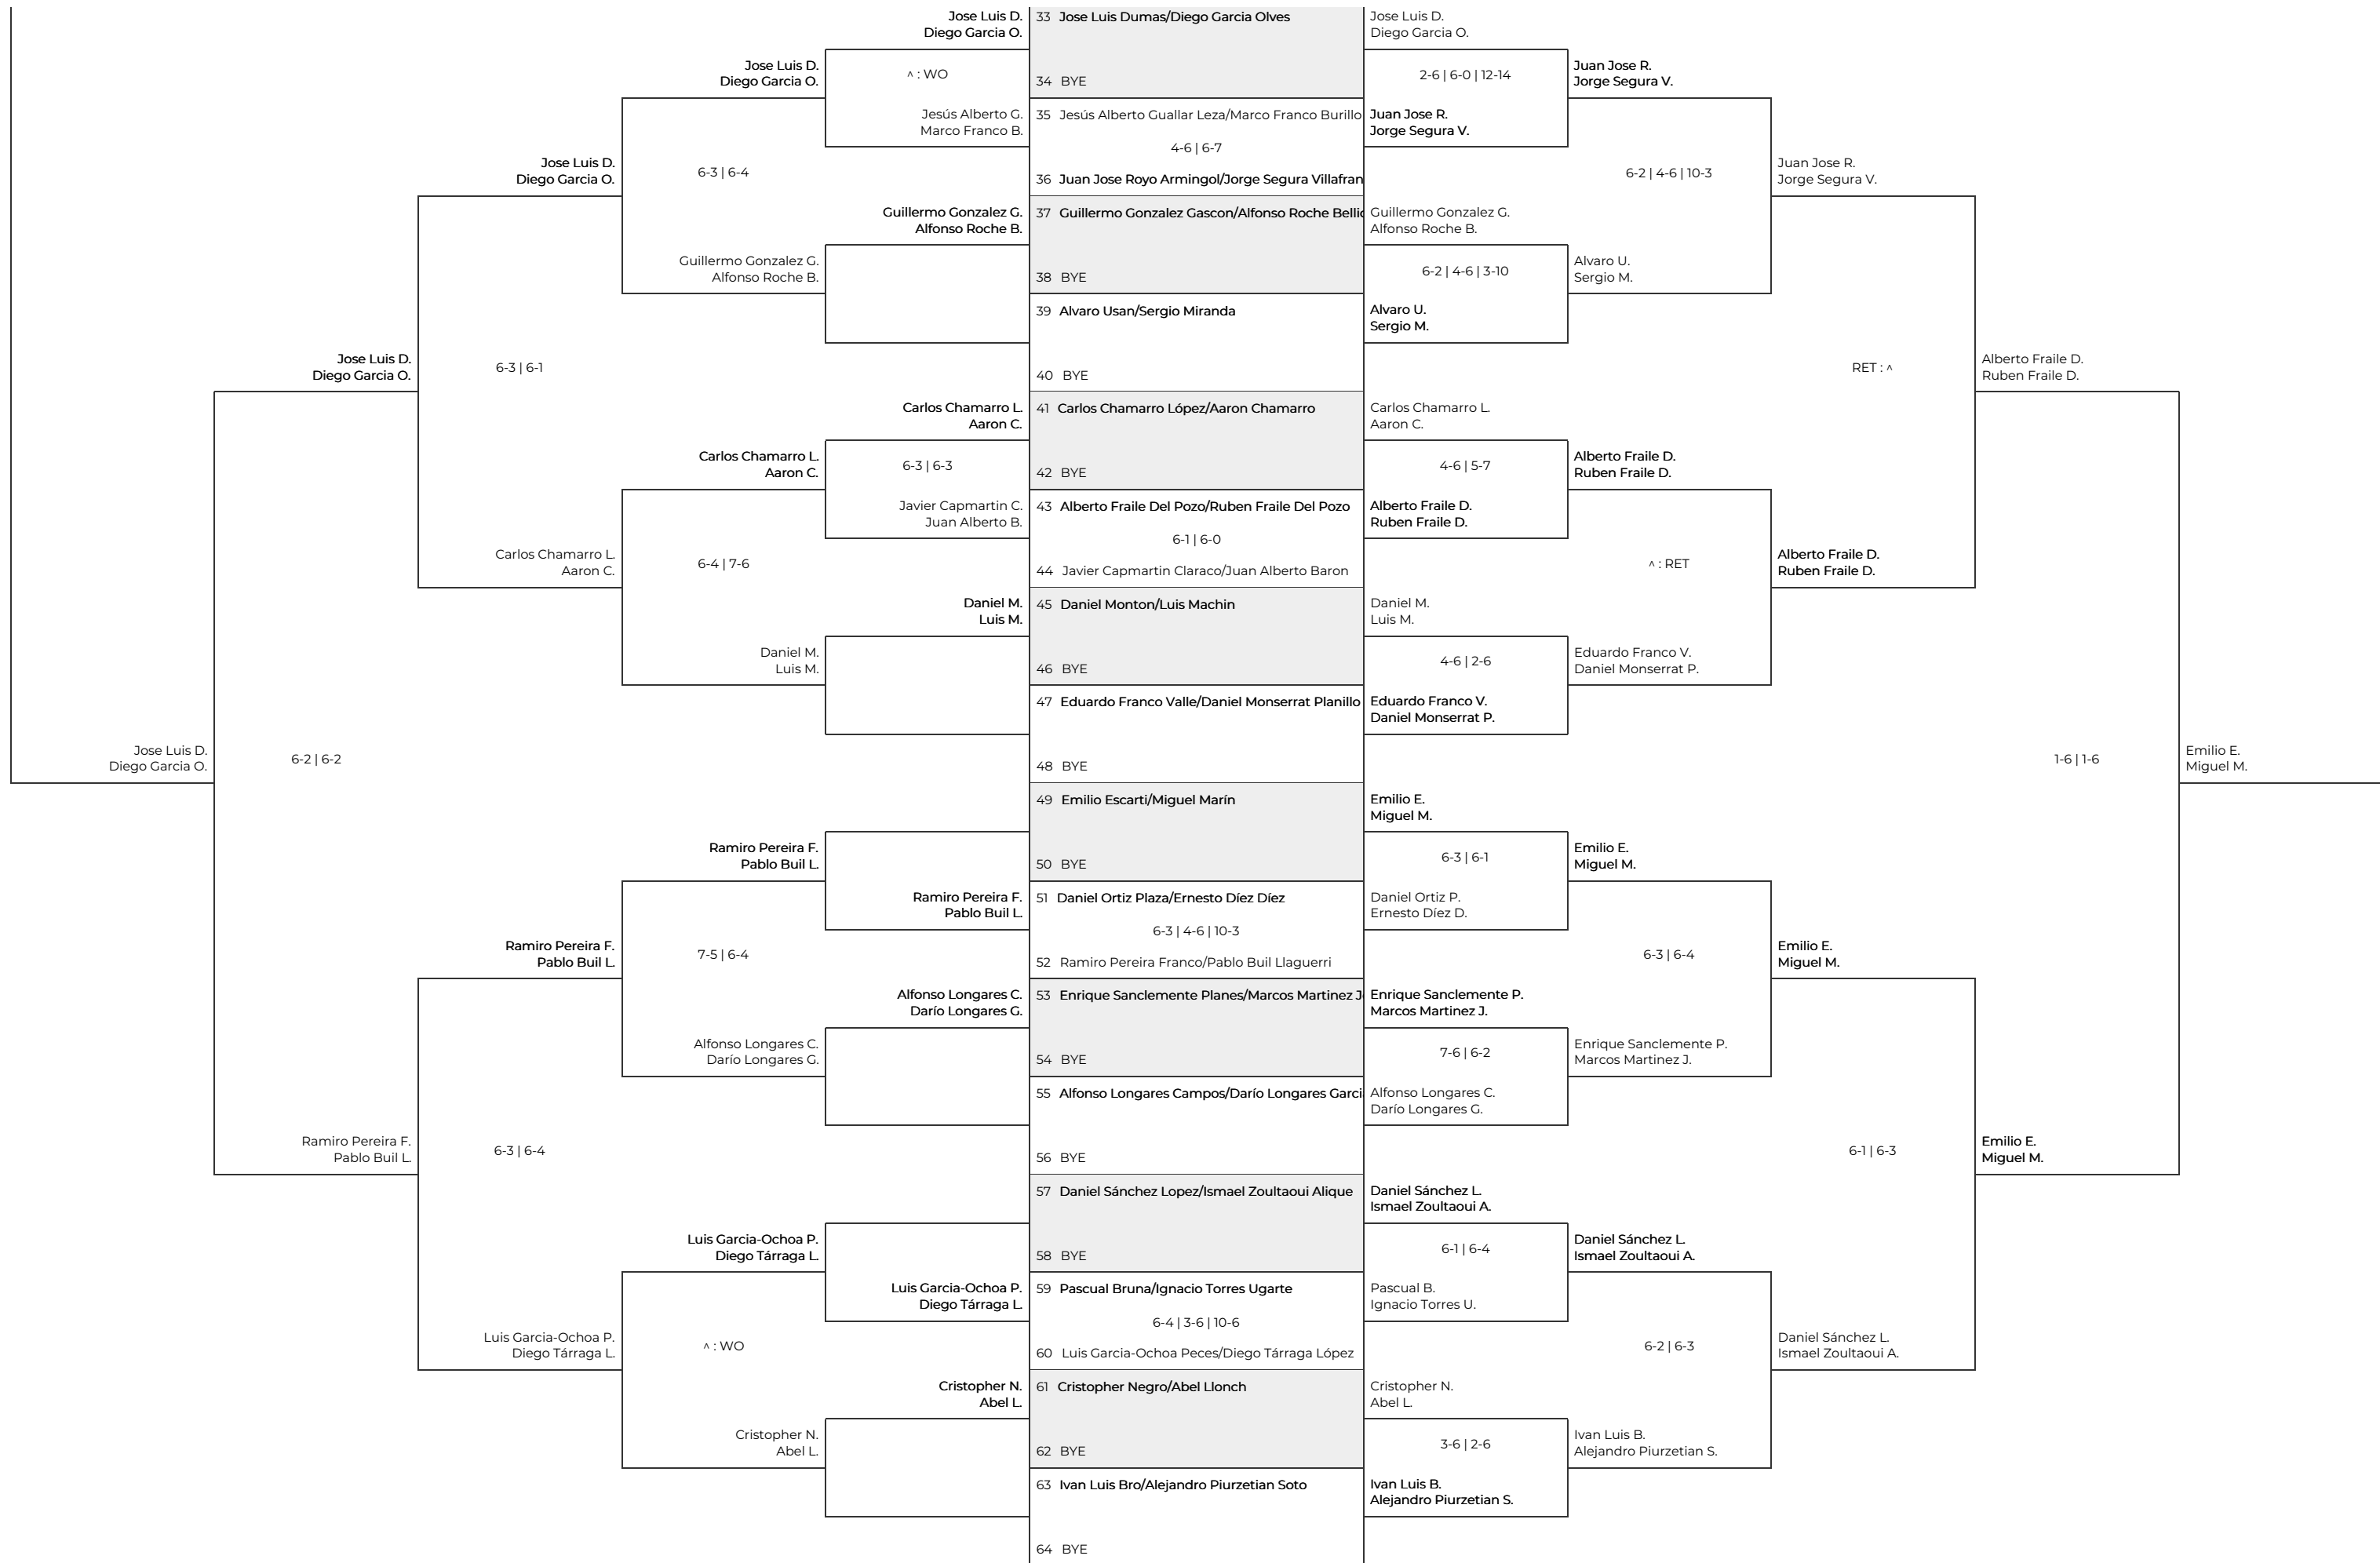 Jose Luis D.
Diego Garcia O.
33 Jose Luis Dumas/Diego Garcia Olves
Jose Luis D.
Diego Garcia O.
Jose Luis D.
Diego Garcia O.
^ : WO
34 BYE
2-6 | 6-0 | 12-14
Juan Jose R.
Jorge Segura V.
Jesús Alberto G.
Marco Franco B.
35 Jesús Alberto Guallar Leza/Marco Franco Burillo
Juan Jose R.
Jorge Segura V.
4-6 | 6-7
Jose Luis D.
Diego Garcia O.
6-3 | 6-4
36 Juan Jose Royo Armingol/Jorge Segura Villafran
6-2 | 4-6 | 10-3
Juan Jose R.
Jorge Segura V.
Guillermo Gonzalez G.
Alfonso Roche B.
37 Guillermo Gonzalez Gascon/Alfonso Roche Bellid
Guillermo Gonzalez G.
Alfonso Roche B.
Guillermo Gonzalez G.
Alfonso Roche B.
38 BYE
6-2 | 4-6 | 3-10
Alvaro U.
Sergio M.
39 Alvaro Usan/Sergio Miranda
Alvaro U.
Sergio M.
Jose Luis D.
Diego Garcia O.
6-3 | 6-1
40 BYE
RET : ^
Alberto Fraile D.
Ruben Fraile D.
Carlos Chamarro L.
Aaron C.
41 Carlos Chamarro López/Aaron Chamarro
Carlos Chamarro L.
Aaron C.
Carlos Chamarro L.
Aaron C.
6-3 | 6-3
42 BYE
4-6 | 5-7
Alberto Fraile D.
Ruben Fraile D.
Javier Capmartin C.
Juan Alberto B.
43 Alberto Fraile Del Pozo/Ruben Fraile Del Pozo
Alberto Fraile D.
Ruben Fraile D.
6-1 | 6-0
Carlos Chamarro L.
Aaron C.
6-4 | 7-6
44 Javier Capmartin Claraco/Juan Alberto Baron
^ : RET
Alberto Fraile D.
Ruben Fraile D.
Daniel M.
Luis M.
45 Daniel Monton/Luis Machin
Daniel M.
Luis M.
Daniel M.
Luis M.
46 BYE
4-6 | 2-6
Eduardo Franco V.
Daniel Monserrat P.
47 Eduardo Franco Valle/Daniel Monserrat Planillo
Eduardo Franco V.
Daniel Monserrat P.
Jose Luis D.
Diego Garcia O.
6-2 | 6-2
48 BYE
1-6 | 1-6
Emilio E.
Miguel M.
49 Emilio Escarti/Miguel Marín
Emilio E.
Miguel M.
Ramiro Pereira F.
Pablo Buil L.
50 BYE
6-3 | 6-1
Emilio E.
Miguel M.
Ramiro Pereira F.
Pablo Buil L.
51 Daniel Ortiz Plaza/Ernesto Díez Díez
Daniel Ortiz P.
Ernesto Díez D.
6-3 | 4-6 | 10-3
Ramiro Pereira F.
Pablo Buil L.
7-5 | 6-4
52 Ramiro Pereira Franco/Pablo Buil Llaguerri
6-3 | 6-4
Emilio E.
Miguel M.
Alfonso Longares C.
Darío Longares G.
53 Enrique Sanclemente Planes/Marcos Martinez J
Enrique Sanclemente P.
Marcos Martinez J.
Alfonso Longares C.
Darío Longares G.
54 BYE
7-6 | 6-2
Enrique Sanclemente P.
Marcos Martinez J.
55 Alfonso Longares Campos/Darío Longares Garci
Alfonso Longares C.
Darío Longares G.
Ramiro Pereira F.
Pablo Buil L.
6-3 | 6-4
56 BYE
6-1 | 6-3
Emilio E.
Miguel M.
57 Daniel Sánchez Lopez/Ismael Zoultaoui Alique
Daniel Sánchez L.
Ismael Zoultaoui A.
Luis Garcia-Ochoa P.
Diego Tárraga L.
58 BYE
6-1 | 6-4
Daniel Sánchez L.
Ismael Zoultaoui A.
Luis Garcia-Ochoa P.
Diego Tárraga L.
59 Pascual Bruna/Ignacio Torres Ugarte
Pascual B.
Ignacio Torres U.
6-4 | 3-6 | 10-6
Luis Garcia-Ochoa P.
Diego Tárraga L.
^ : WO
60 Luis Garcia-Ochoa Peces/Diego Tárraga López
6-2 | 6-3
Daniel Sánchez L.
Ismael Zoultaoui A.
Cristopher N.
Abel L.
61 Cristopher Negro/Abel Llonch
Cristopher N.
Abel L.
Cristopher N.
Abel L.
62 BYE
3-6 | 2-6
Ivan Luis B.
Alejandro Piurzetian S.
63 Ivan Luis Bro/Alejandro Piurzetian Soto
Ivan Luis B.
Alejandro Piurzetian S.
64 BYE